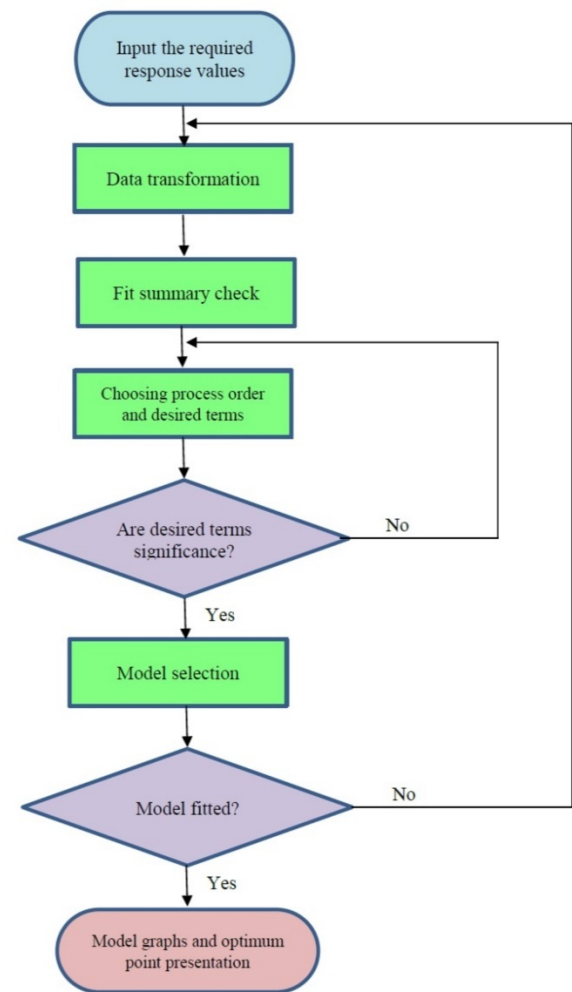 Input the required
response values
Data transformation
Fit summary check
Choosing process order
and desired terms
Are desired terms
significance?
No
Yes
Model selection
Model fitted?
No
Yes
Model graphs and optimum
point presentation